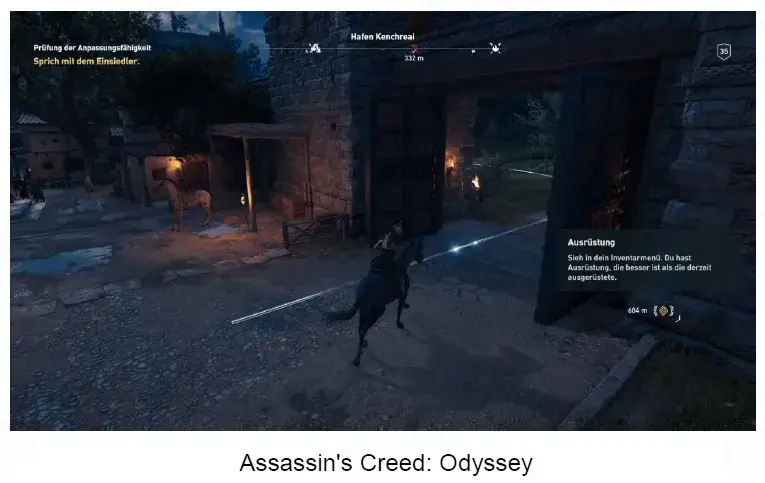 Prüfung der Anpassungsfähigkeit
Sprich mit dem Einsiedler.
Hafen Kenchreai
332 m
35
Ausrüstung
Sieh in dein Inventarmenü. Du hast
Ausrüstung, die besser ist als die derzeit
ausgerüstete.
604 m
Assassin's Creed: Odyssey